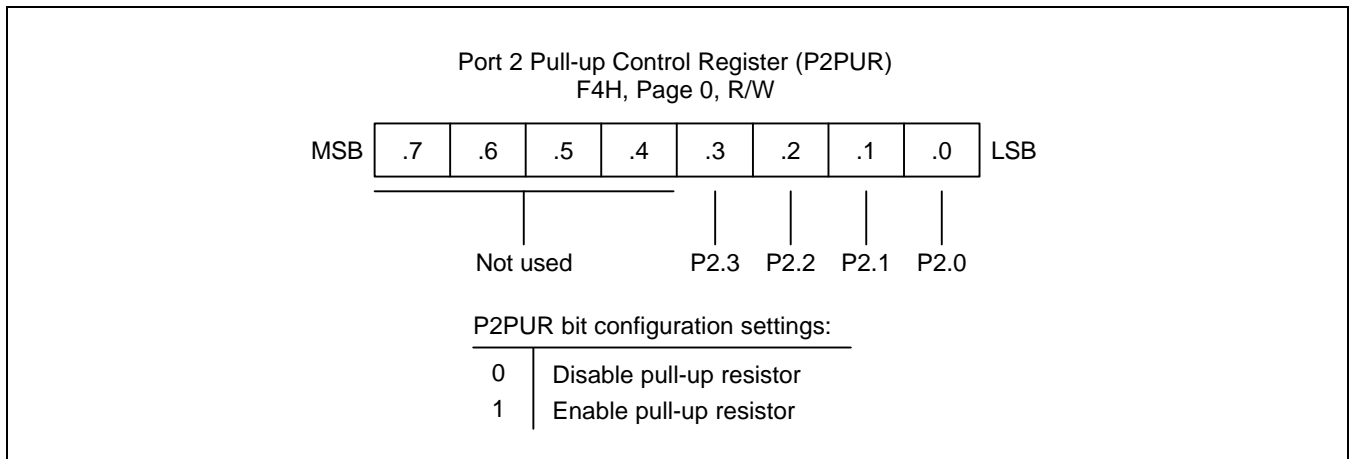 Port 2 Pull-up Control Register (P2PUR)
F4H, Page 0, R/W
MSB .7 .6 .5 .4 .3 .2 .1 .0 LSB
Not used P2.3 P2.2 P2.1 P2.0
P2PUR bit configuration settings:
0 Disable pull-up resistor
1 Enable pull-up resistor